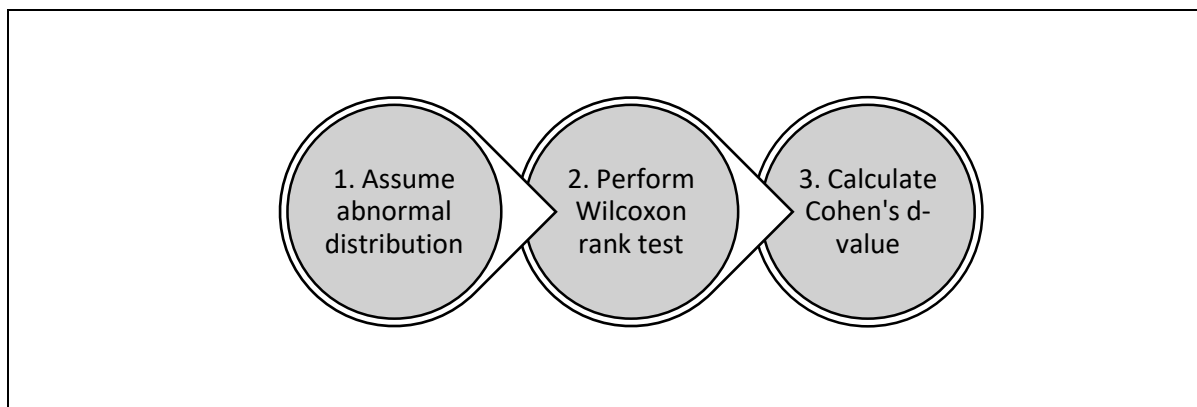 1. Assume
abnormal
distribution
2. Perform
Wilcoxon
rank test
3. Calculate
Cohen's d-
value